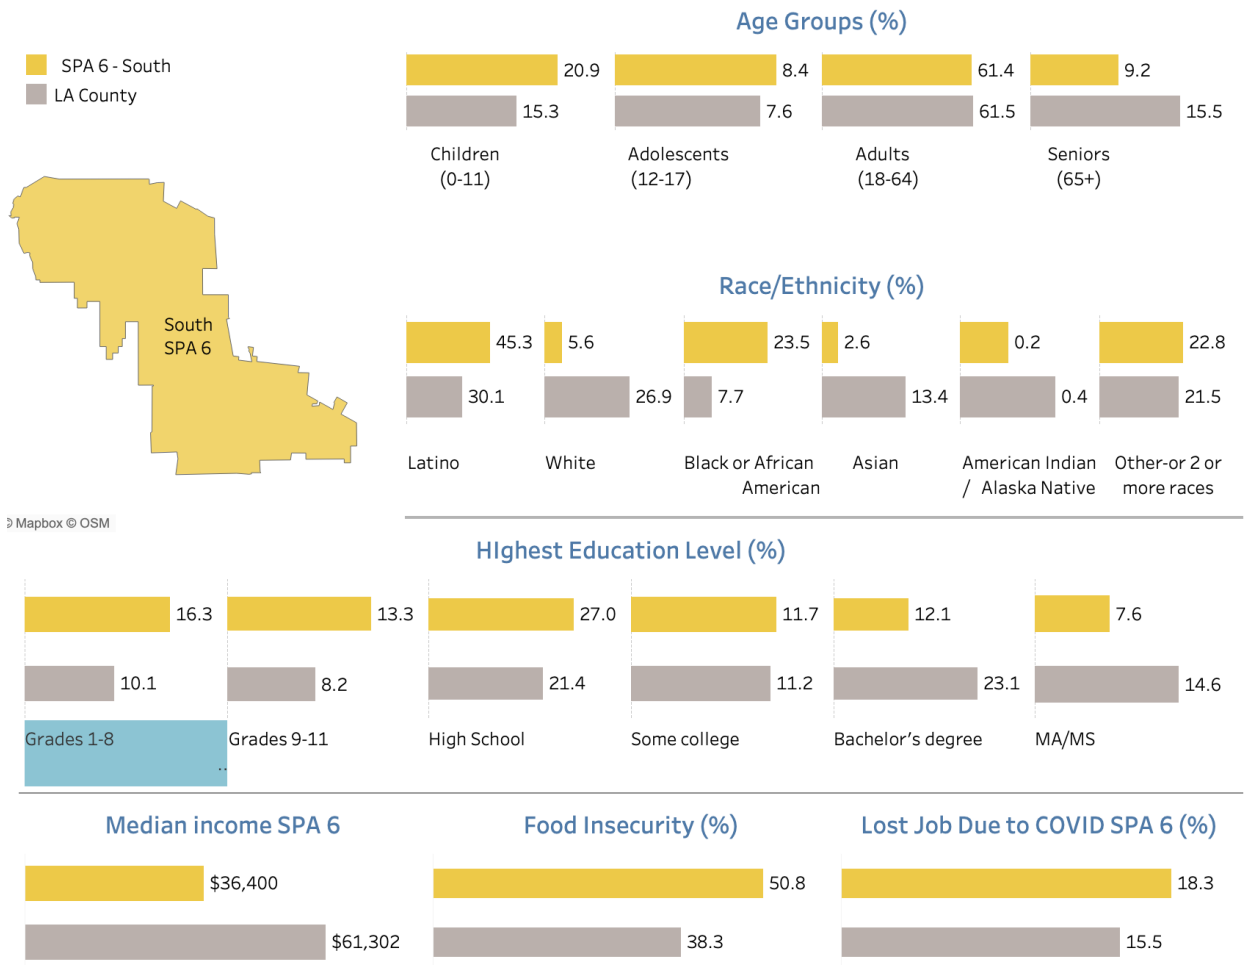 Age Groups (%)
SPA 6 - South
LA County
20.9
8.4
61.4
9.2
15.3
7.6
61.5
15.5
Children
(0-11)
Adolescents
(12-17)
Adults
(18-64)
Seniors
(65+)
South
SPA 6
© Mapbox © OSM
Race/Ethnicity (%)
45.3
5.6
23.5
2.6
0.2
22.8
30.1
26.9
7.7
13.4
0.4
21.5
Latino
White
Black or African
American
Asian
American Indian
/ Alaska Native
Other-or 2 or
more races
HIghest Education Level (%)
16.3
13.3
27.0
11.7
12.1
7.6
10.1
8.2
21.4
11.2
23.1
14.6
Grades 1-8
..
Grades 9-11
High School
Some college
Bachelor's degree
MA/MS
Median income SPA 6
$36,400
$61,302
Food Insecurity (%)
50.8
38.3
Lost Job Due to COVID SPA 6 (%)
18.3
15.5